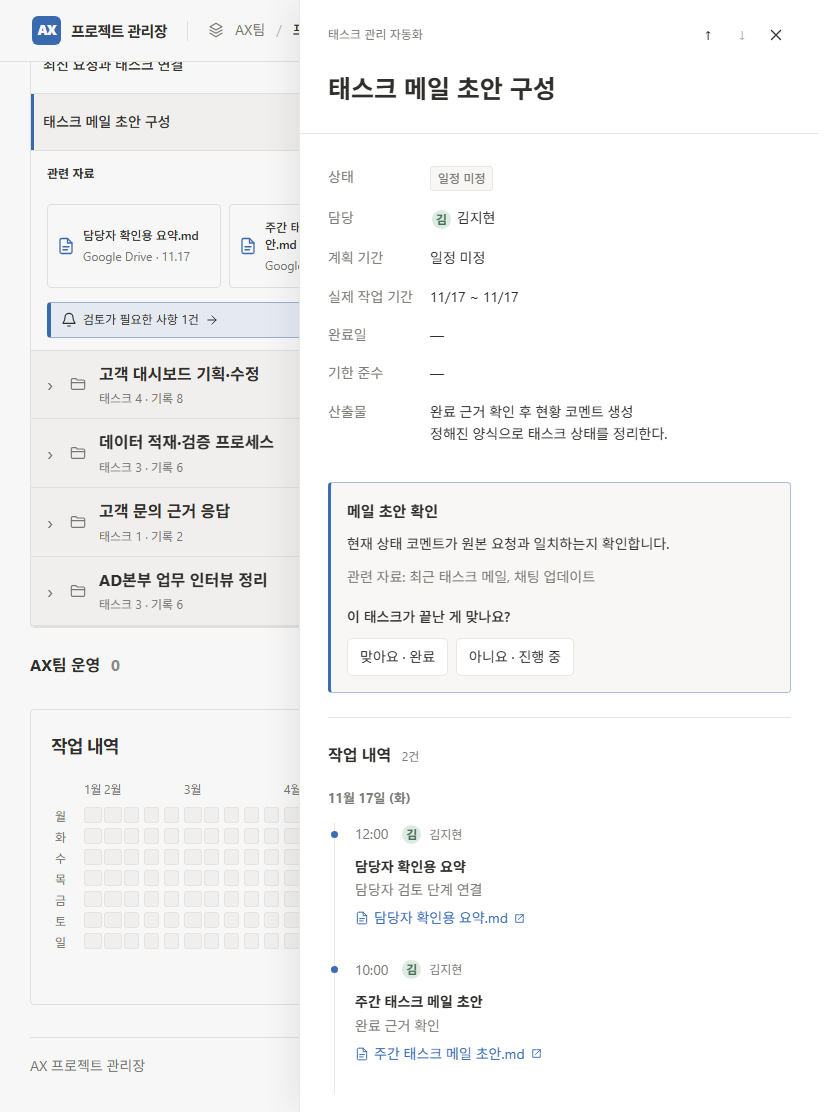 AX 프로젝트 관리장 AX팀 /
최신 요청과 태스크 연결
태스크 메일 초안 구성
관련 자료
담당자 확인용 요약.md
Google Drive · 11.17
주간
안.md
검토가 필요한 사항 1건 →
고객 대시보드 기획·수정
태스크 4 · 기록 8
데이터 적재·검증 프로세스
태스크 3 · 기록 6
고객 문의 근거 응답
태스크 1 · 기록 2
AD본부 업무 인터뷰 정리
태스크 3 · 기록 6
AX팀 운영 0
작업 내역
1월 2월 3월 4월
월
화
수
목
금
토
일
AX 프로젝트 관리장
태스크 관리 자동화 ↑ ↓ ×
태스크 메일 초안 구성
상태 일정 미정
담당 김 김지현
계획 기간 일정 미정
실제 작업 기간 11/17 ~ 11/17
완료일 —
기한 준수 —
산출물 완료 근거 확인 후 현황 코멘트 생성
정해진 양식으로 태스크 상태를 정리한다.
메일 초안 확인
현재 상태 코멘트가 원본 요청과 일치하는지 확인합니다.
관련 자료: 최근 태스크 메일, 채팅 업데이트
이 태스크가 끝난 게 맞나요?
맞아요 · 완료 아니요 · 진행 중
작업 내역 2건
11월 17일 (화)
12:00 김 김지현
담당자 확인용 요약
담당자 검토 단계 연결
담당자 확인용 요약.md
10:00 김 김지현
주간 태스크 메일 초안
완료 근거 확인
주간 태스크 메일 초안.md